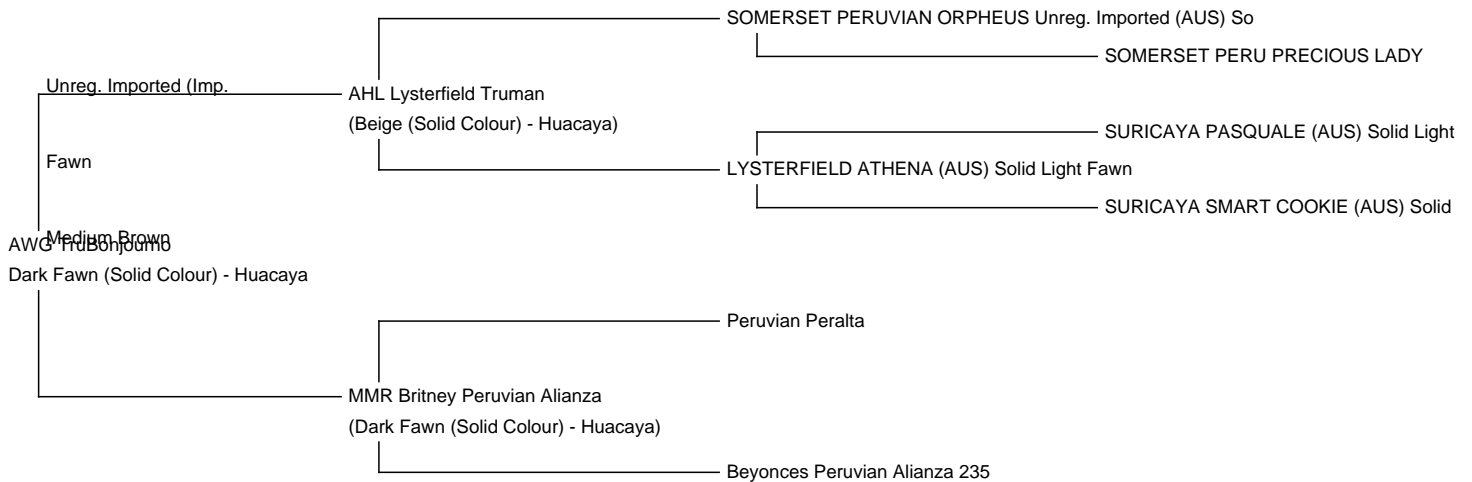 SOMERSET PERUVIAN ORPHEUS Unreg. Imported (AUS) So
SOMERSET PERU PRECIOUS LADY
Unreg. Imported (Imp.
AHL Lysterfield Truman
(Beige (Solid Colour) - Huacaya)
SURICAYA PASQUALE (AUS) Solid Light
Fawn
LYSTERFIELD ATHENA (AUS) Solid Light Fawn
SURICAYA SMART COOKIE (AUS) Solid
Medium Brown
AWG TruBonjourno
Dark Fawn (Solid Colour) - Huacaya
Peruvian Peralta
MMR Britney Peruvian Alianza
(Dark Fawn (Solid Colour) - Huacaya)
Beyonces Peruvian Alianza 235